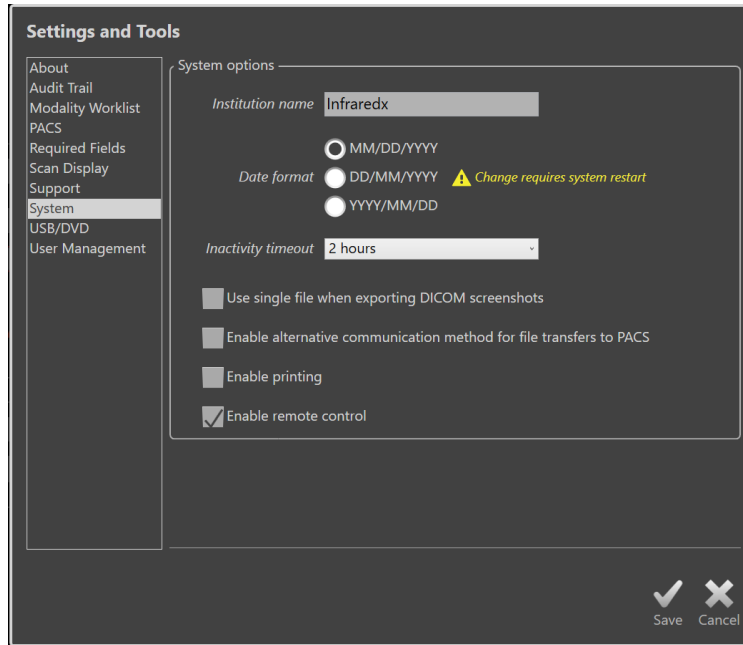 Settings and Tools
About
Audit Trail
Modality Worklist
PACS
Required Fields
Scan Display
Support
System
USB/DVD
User Management
System options
Institution name Infraredx
MM/DD/YYYY
Date format DD/MM/YYYY Change requires system restart
YYYY/MM/DD
Inactivity timeout 2 hours
Use single file when exporting DICOM screenshots
Enable alternative communication method for file transfers to PACS
Enable printing
Enable remote control
Save Cancel